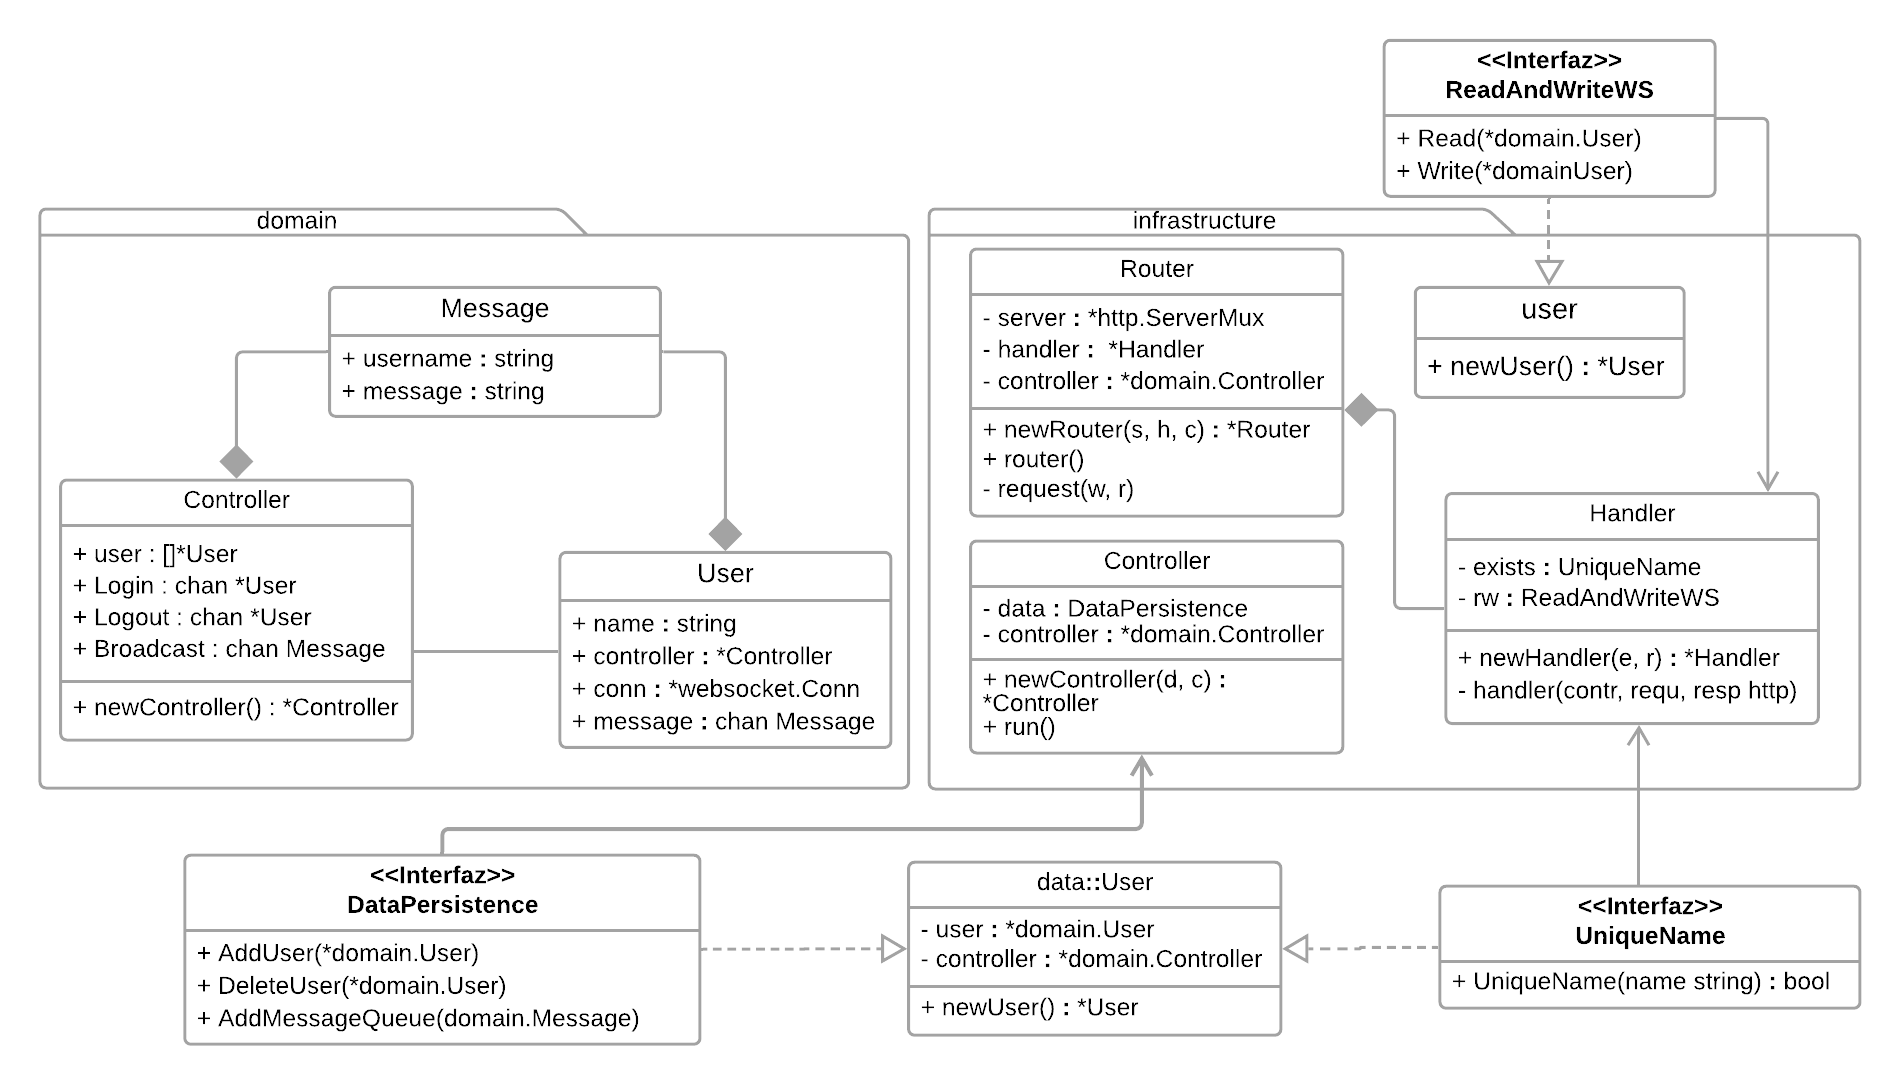 <<Interfaz>>
ReadAndWriteWS
+ Read(*domain.User)
+ Write(*domainUser)
domain
Message
+ username : string
+ message : string
Controller
+ user : []*User
+ Login : chan *User
+ Logout : chan *User
+ Broadcast : chan Message
+ newController() : *Controller
User
+ name : string
+ controller : *Controller
+ conn : *websocket.Conn
+ message : chan Message
infrastructure
Router
- server : *http.ServerMux
- handler :  *Handler
- controller : *domain.Controller
+ newRouter(s, h, c) : *Router
+ router()
- request(w, r)
user
+ newUser() : *User
Controller
- data : DataPersistence
- controller : *domain.Controller
+ newController(d, c) :
*Controller
+ run()
Handler
- exists : UniqueName
- rw : ReadAndWriteWS
+ newHandler(e, r) : *Handler
- handler(contr, requ, resp http)
<<Interfaz>>
DataPersistence
+ AddUser(*domain.User)
+ DeleteUser(*domain.User)
+ AddMessageQueue(domain.Message)
data::User
- user : *domain.User
- controller : *domain.Controller
+ newUser() : *User
<<Interfaz>>
UniqueName
+ UniqueName(name string) : bool